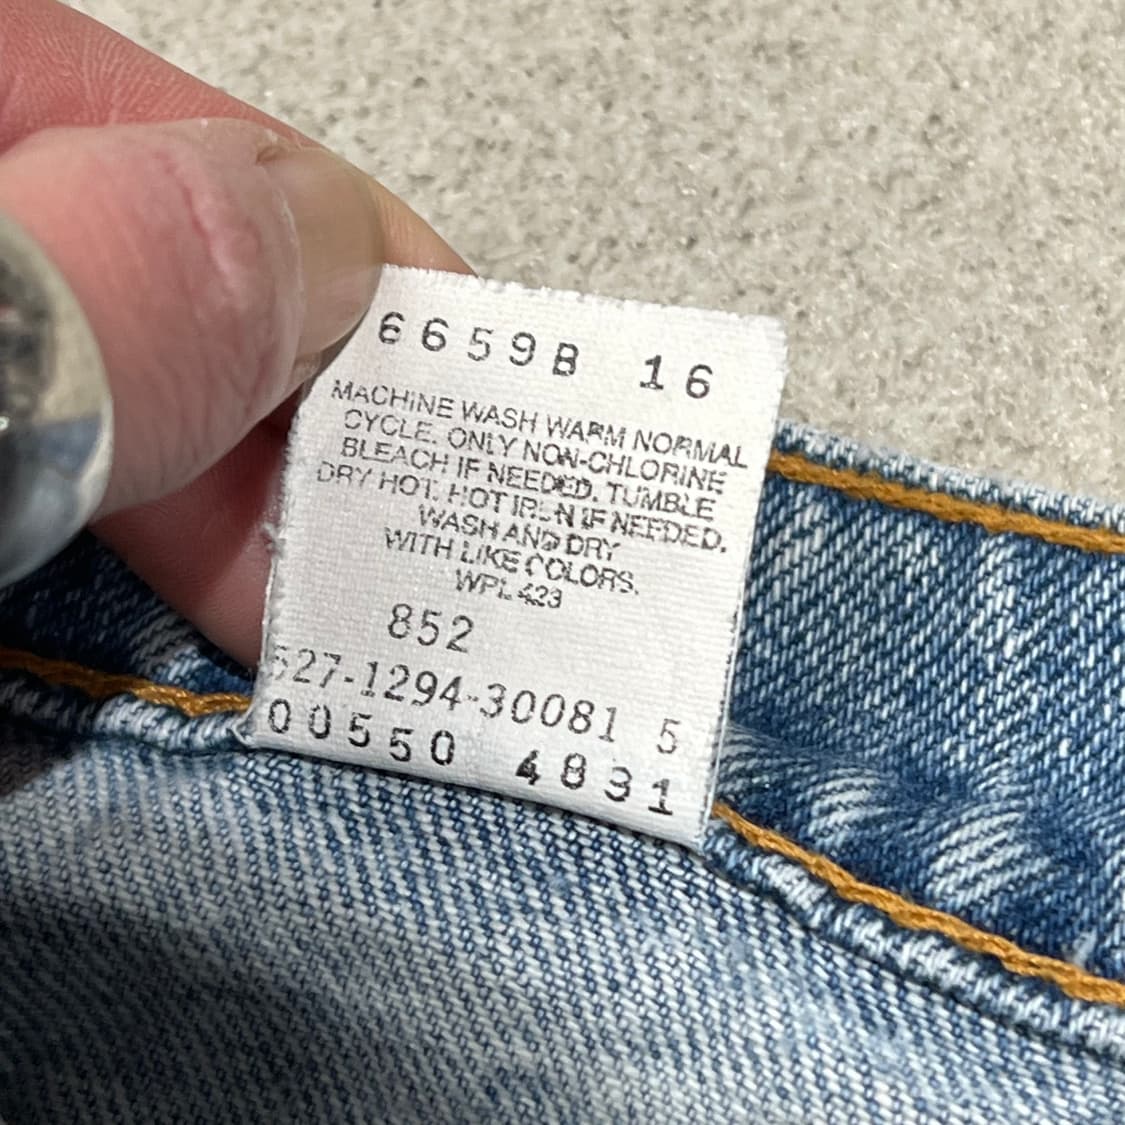 6659B 16
MACHINE WASH WARM NORMAL
CYCLE. ONLY NON-CHLORINE
BLEACH IF NEEDED. TUMBLE
DRY HOT. HOT IRON IF NEEDED.
WASH AND DRY
WITH LIKE COLORS.
WPL 423
852
527-1294-30081 5
00550 4831